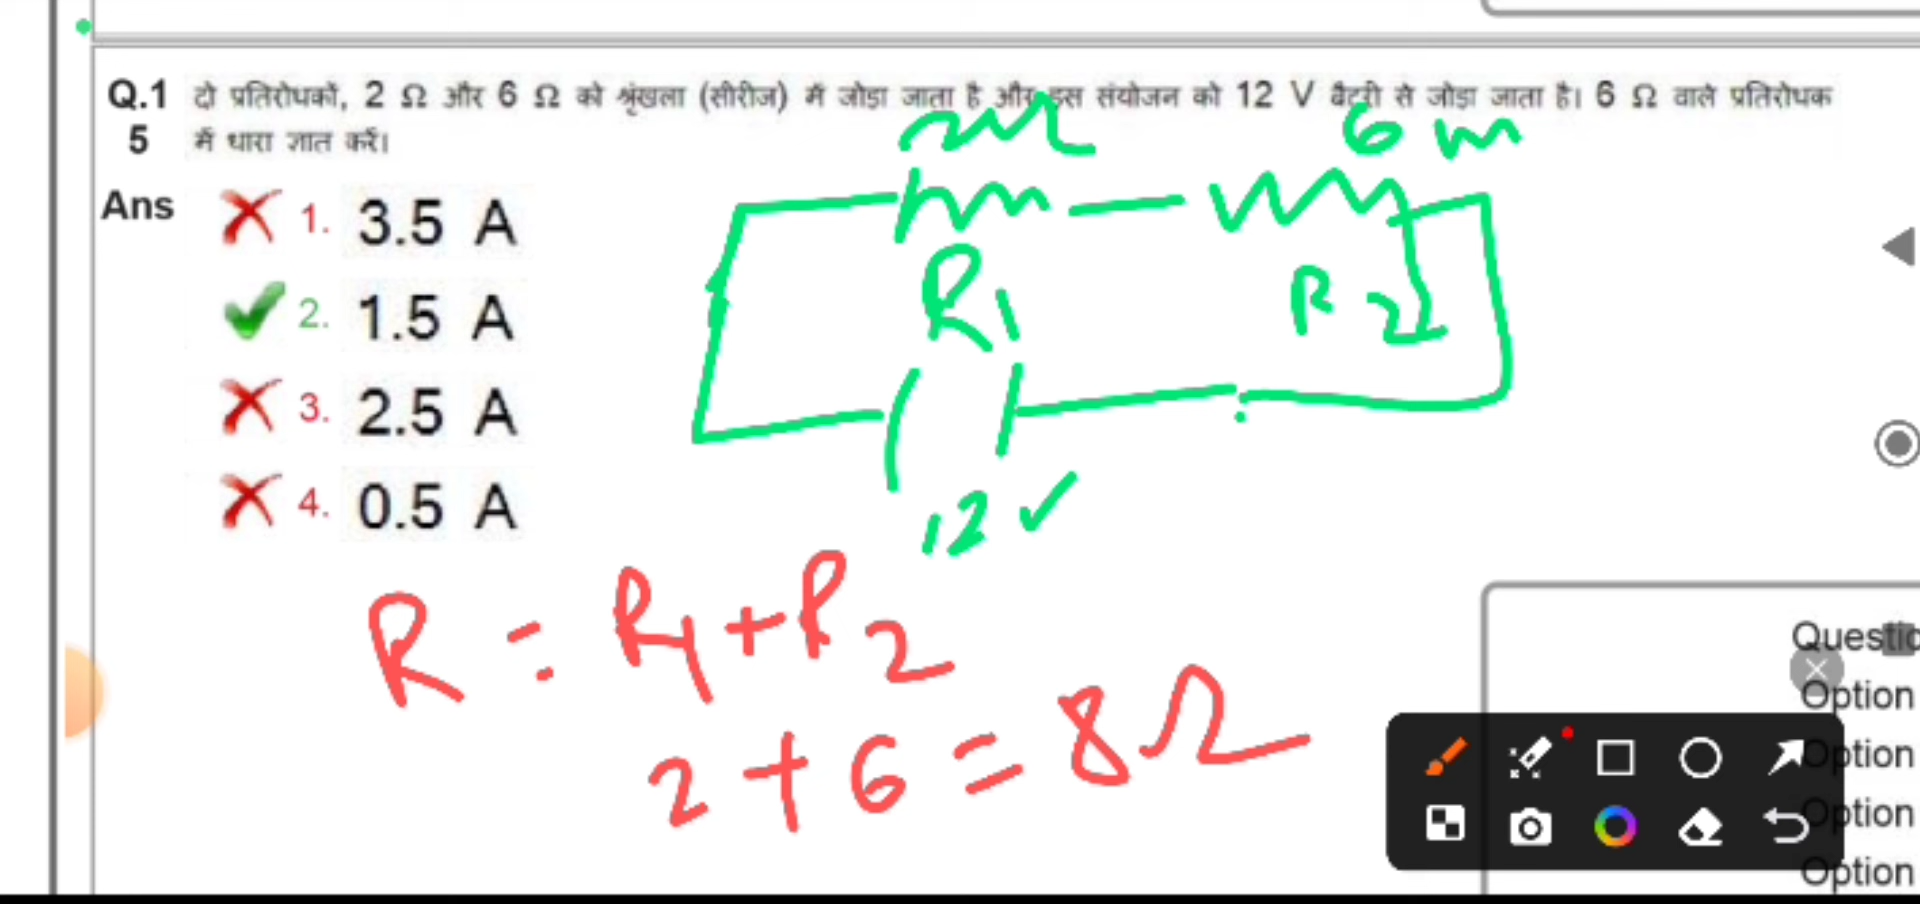 Q.1 दो प्रतिरोधकों, 2 Ω और 6 Ω को श्रृंखला (सीरीज) में जोड़ा जाता है और इस संयोजन को 12 V बैटरी से जोड़ा जाता है। 6 Ω वाले प्रतिरोधक
5 में धारा ज्ञात करें।
6
Ans
1. 3.5 A
R1 R2
2. 1.5 A
3. 2.5 A
4. 0.5 A
12
R = R1 + R2
2 + 6 = 8Ω
Option
Option
Option
Option